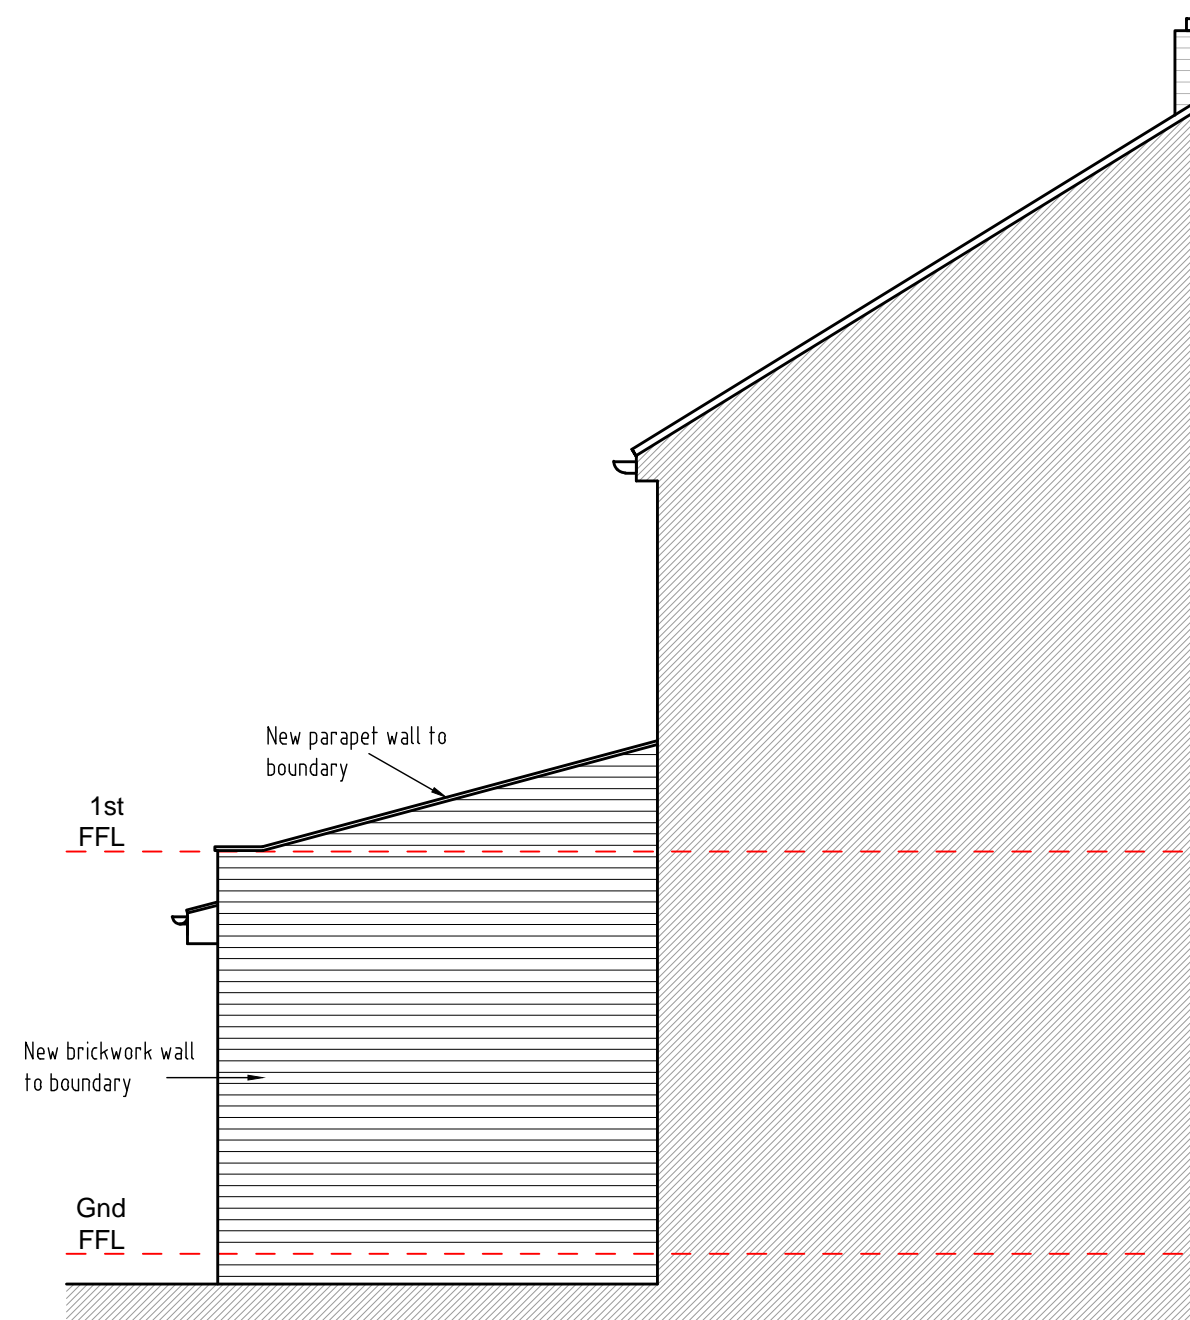 New parapet wall to
boundary
1st
FFL
New brickwork wall
to boundary
Gnd
FFL